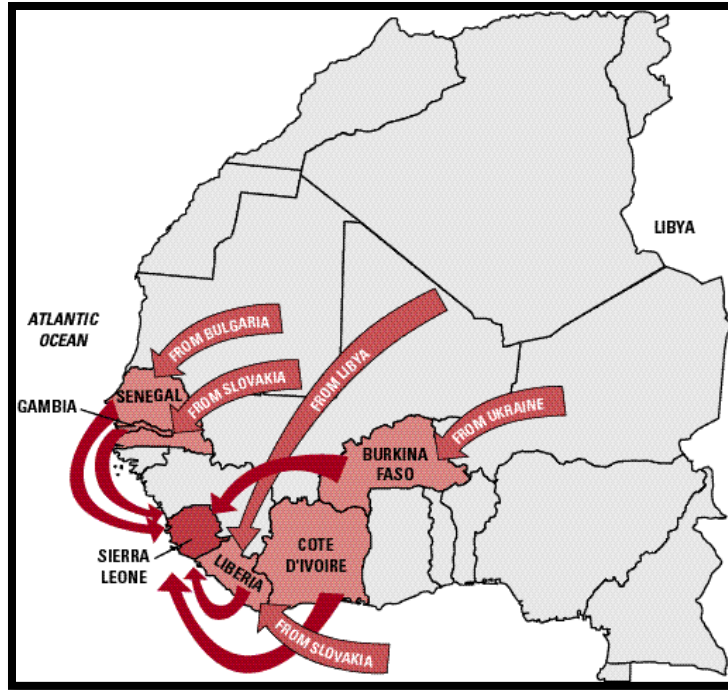 LIBYA
ATLANTIC
OCEAN
FROM BULGARIA
SENEGAL
FROM SLOVAKIA
GAMBIA
FROM LIBYA
FROM UKRAINE
BURKINA
FASO
SIERRA
LEONE
LIBERIA
COTE
D'IVOIRE
FROM SLOVAKIA